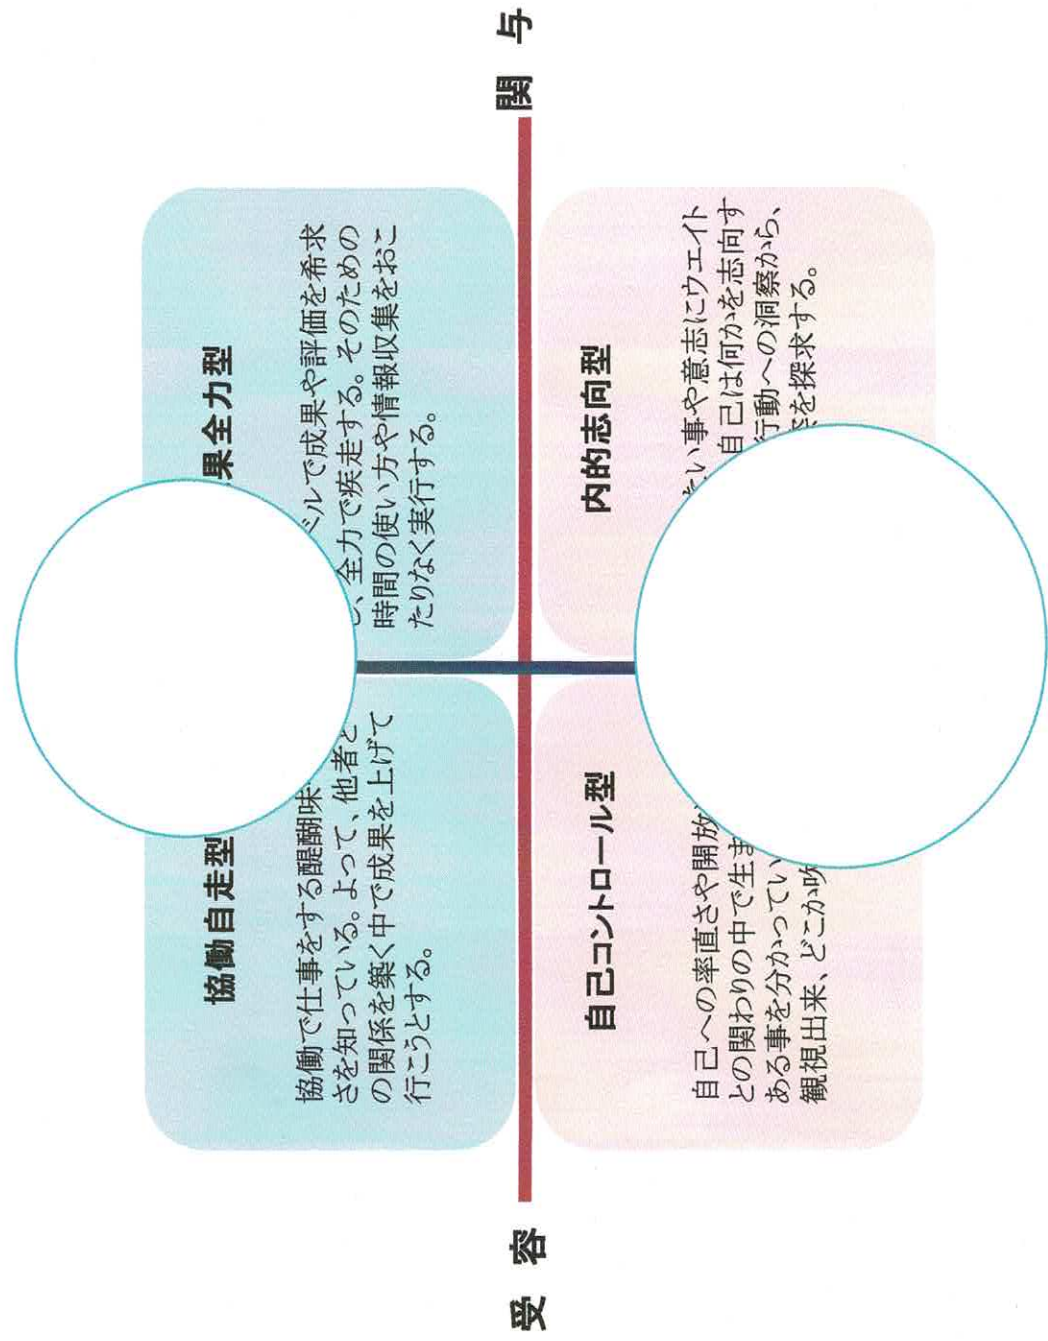 受容
関与
協働自走型
協働で仕事をする醍醐味
さを知っている。よって、他者と
の関係を築く中で成果を上げて
行こうとする。
果全力型
ベルで成果や評価を希求
し、全力で疾走する。そのための
時間の使い方や情報収集をおこ
たりなく実行する。
自己コントロール型
自己への率直さや開放
との関わりの中で生ま
ある事を分かってい
観視出来、どこか吹
内的志向型
い事や意志にウエイト
自己は何かを志向す
行動への洞察から、
を探求する。